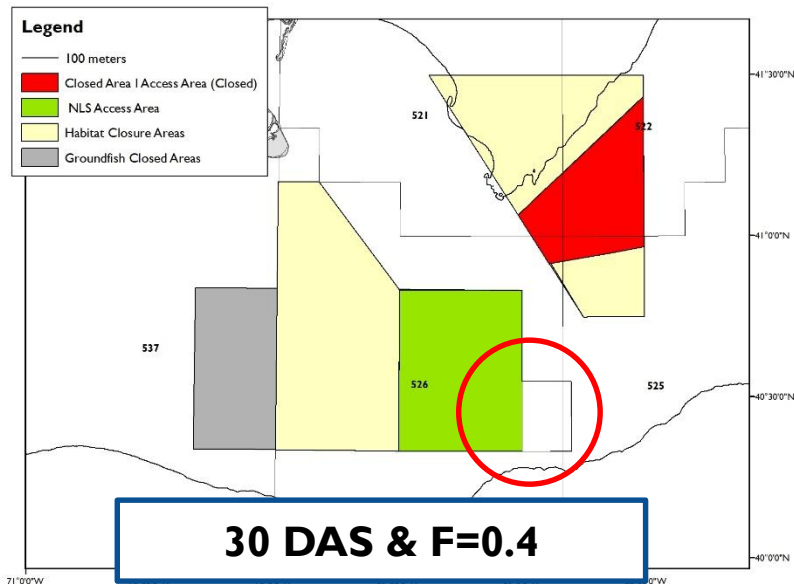 Legend
100 meters
Closed Area I Access Area (Closed)
NLS Access Area
Habitat Closure Areas
Groundfish Closed Areas
521
522
41°30'0"N
41°0'0"N
537
526
525
40°30'0"N
30 DAS & F=0.4
40°0'0"N
71°0'0"W